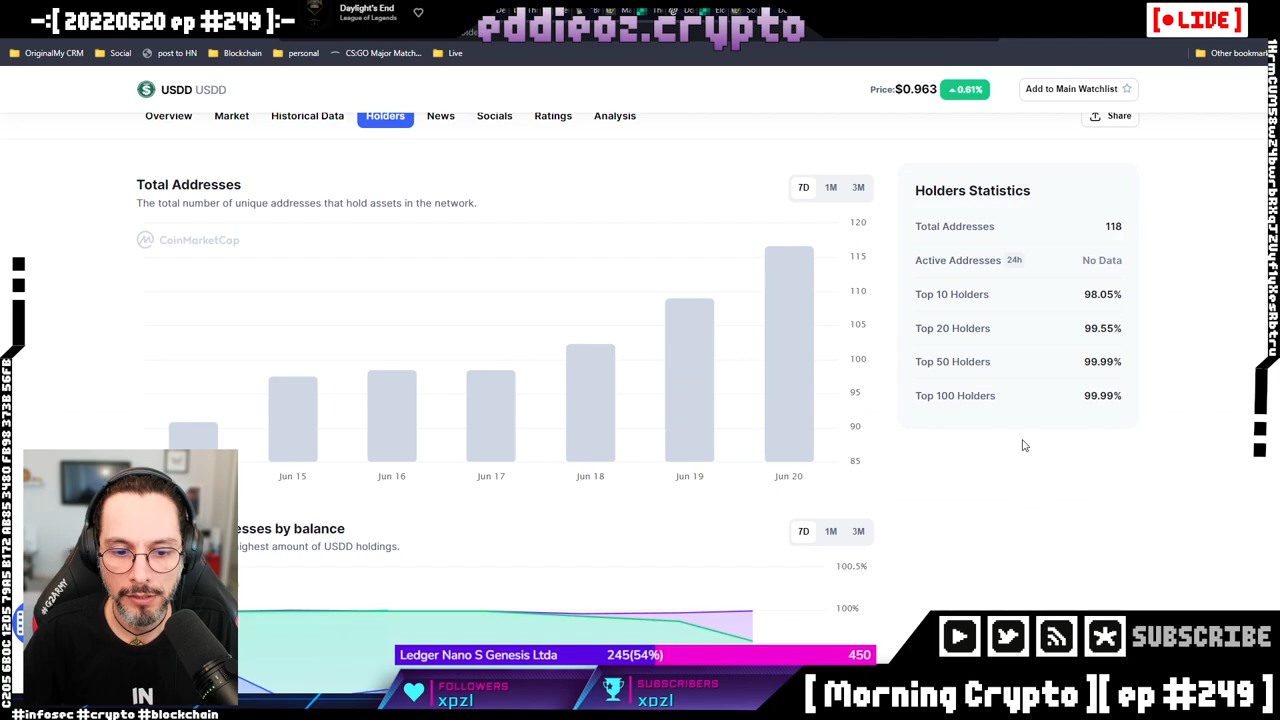 -:[ 20220620 ep #249 ]:-
Daylight's End
League of Legends
eddieoz.crypto
[ • LIVE ]
OriginalMy CRM
Social
post to HN
Blockchain
personal
CS:GO Major Match...
Live
Other bookmar
USDD USDD
Price: $0.963
0.61%
Add to Main Watchlist
Overview
Market
Historical Data
Holders
News
Socials
Ratings
Analysis
Share
Total Addresses
The total number of unique addresses that hold assets in the network.
7D 1M 3M
CoinMarketCap
120
115
110
105
100
95
90
85
Jun 15
Jun 16
Jun 17
Jun 18
Jun 19
Jun 20
Holders Statistics
Total Addresses 118
Active Addresses 24h No Data
Top 10 Holders 98.05%
Top 20 Holders 99.55%
Top 50 Holders 99.99%
Top 100 Holders 99.99%
esses by balance
ighest amount of USDD holdings.
7D 1M 3M
100.5%
100%
#G2ARMY
IN
Ledger Nano S Genesis Ltda 245(54%) 450
FOLLOWERS
xpzl
SUBSCRIBERS
xpzl
SUBSCRIBE
[ Morning Crypto ][ ep #249 ]
#infosec #crypto #blockchain